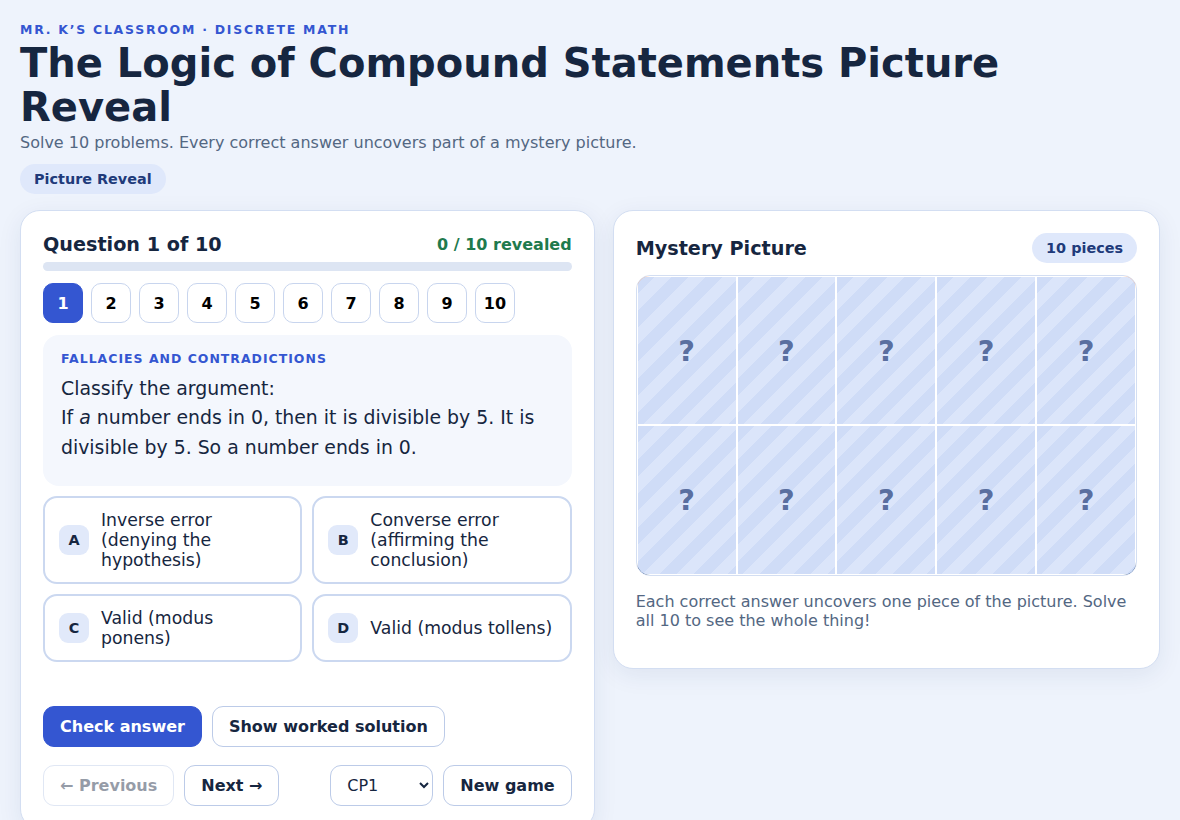 MR. K’S CLASSROOM · DISCRETE MATH
The Logic of Compound Statements Picture
Reveal
Solve 10 problems. Every correct answer uncovers part of a mystery picture.
Picture Reveal
Question 1 of 10
0 / 10 revealed
1 2 3 4 5 6 7 8 9 10
FALLACIES AND CONTRADICTIONS
Classify the argument:
If a number ends in 0, then it is divisible by 5. It is
divisible by 5. So a number ends in 0.
A
Inverse error
(denying the
hypothesis)
B
Converse error
(affirming the
conclusion)
C
Valid (modus
ponens)
D
Valid (modus tollens)
Check answer
Show worked solution
← Previous
Next →
CP1
New game
Mystery Picture
10 pieces
? ? ? ? ?
? ? ? ? ?
Each correct answer uncovers one piece of the picture. Solve
all 10 to see the whole thing!